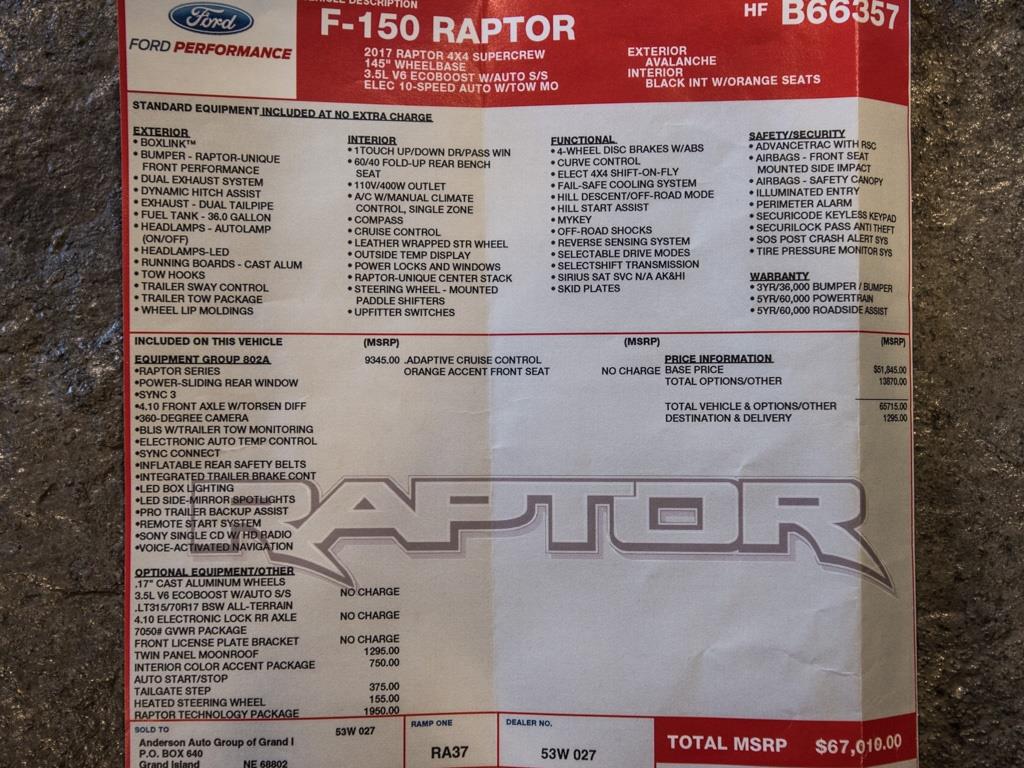 Ford
FORD PERFORMANCE
VEHICLE DESCRIPTION
F-150 RAPTOR
2017 RAPTOR 4X4 SUPERCREW
145" WHEELBASE
3.5L V6 ECOBOOST W/AUTO S/S
ELEC 10-SPEED AUTO W/TOW MO
HF B66357
EXTERIOR
AVALANCHE
INTERIOR
BLACK INT W/ORANGE SEATS
STANDARD EQUIPMENT INCLUDED AT NO EXTRA CHARGE
EXTERIOR
• BOXLINK™
• BUMPER - RAPTOR-UNIQUE
FRONT PERFORMANCE
• DUAL EXHAUST SYSTEM
• DYNAMIC HITCH ASSIST
• EXHAUST - DUAL TAILPIPE
• FUEL TANK - 36.0 GALLON
• HEADLAMPS - AUTOLAMP
(ON/OFF)
• HEADLAMPS-LED
• RUNNING BOARDS - CAST ALUM
• TOW HOOKS
• TRAILER SWAY CONTROL
• TRAILER TOW PACKAGE
• WHEEL LIP MOLDINGS
INTERIOR
• 1TOUCH UP/DOWN DR/PASS WIN
• 60/40 FOLD-UP REAR BENCH
SEAT
• 110V/400W OUTLET
• A/C W/MANUAL CLIMATE
CONTROL, SINGLE ZONE
• COMPASS
• CRUISE CONTROL
• LEATHER WRAPPED STR WHEEL
• OUTSIDE TEMP DISPLAY
• POWER LOCKS AND WINDOWS
• RAPTOR-UNIQUE CENTER STACK
• STEERING WHEEL - MOUNTED
PADDLE SHIFTERS
• UPFITTER SWITCHES
FUNCTIONAL
• 4-WHEEL DISC BRAKES W/ABS
• CURVE CONTROL
• ELECT 4X4 SHIFT-ON-FLY
• FAIL-SAFE COOLING SYSTEM
• HILL DESCENT/OFF-ROAD MODE
• HILL START ASSIST
• MYKEY
• OFF-ROAD SHOCKS
• REVERSE SENSING SYSTEM
• SELECTABLE DRIVE MODES
• SELECTSHIFT TRANSMISSION
• SIRIUS SAT SVC N/A AK&HI
• SKID PLATES
SAFETY/SECURITY
• ADVANCETRAC WITH RSC
• AIRBAGS - FRONT SEAT
MOUNTED SIDE IMPACT
• AIRBAGS - SAFETY CANOPY
• ILLUMINATED ENTRY
• PERIMETER ALARM
• SECURICODE KEYLESS KEYPAD
• SECURILOCK PASS ANTI THEFT
• SOS POST CRASH ALERT SYS
• TIRE PRESSURE MONITOR SYS
WARRANTY
• 3YR/36,000 BUMPER / BUMPER
• 5YR/60,000 POWERTRAIN
• 5YR/60,000 ROADSIDE ASSIST
INCLUDED ON THIS VEHICLE (MSRP) (MSRP) (MSRP)
EQUIPMENT GROUP 802A 9345.00
•RAPTOR SERIES
•POWER-SLIDING REAR WINDOW
•SYNC 3
•4.10 FRONT AXLE W/TORSEN DIFF
•360-DEGREE CAMERA
•BLIS W/TRAILER TOW MONITORING
•ELECTRONIC AUTO TEMP CONTROL
•SYNC CONNECT
•INFLATABLE REAR SAFETY BELTS
•INTEGRATED TRAILER BRAKE CONT
•LED BOX LIGHTING
•LED SIDE-MIRROR SPOTLIGHTS
•PRO TRAILER BACKUP ASSIST
•REMOTE START SYSTEM
•SONY SINGLE CD W/ HD RADIO
•VOICE-ACTIVATED NAVIGATION
OPTIONAL EQUIPMENT/OTHER
.17" CAST ALUMINUM WHEELS
3.5L V6 ECOBOOST W/AUTO S/S NO CHARGE
.LT315/70R17 BSW ALL-TERRAIN
4.10 ELECTRONIC LOCK RR AXLE NO CHARGE
7050# GVWR PACKAGE
FRONT LICENSE PLATE BRACKET NO CHARGE
TWIN PANEL MOONROOF 1295.00
INTERIOR COLOR ACCENT PACKAGE 750.00
AUTO START/STOP
TAILGATE STEP 375.00
HEATED STEERING WHEEL 155.00
RAPTOR TECHNOLOGY PACKAGE 1950.00
.ADAPTIVE CRUISE CONTROL
ORANGE ACCENT FRONT SEAT NO CHARGE
PRICE INFORMATION
BASE PRICE $51,845.00
TOTAL OPTIONS/OTHER 13870.00
TOTAL VEHICLE & OPTIONS/OTHER 65715.00
DESTINATION & DELIVERY 1295.00
RAPTOR
SOLD TO 53W 027
Anderson Auto Group of Grand I
P.O. BOX 640
Grand Island NE 68802
RAMP ONE
RA37
DEALER NO.
53W 027
TOTAL MSRP $67,010.00